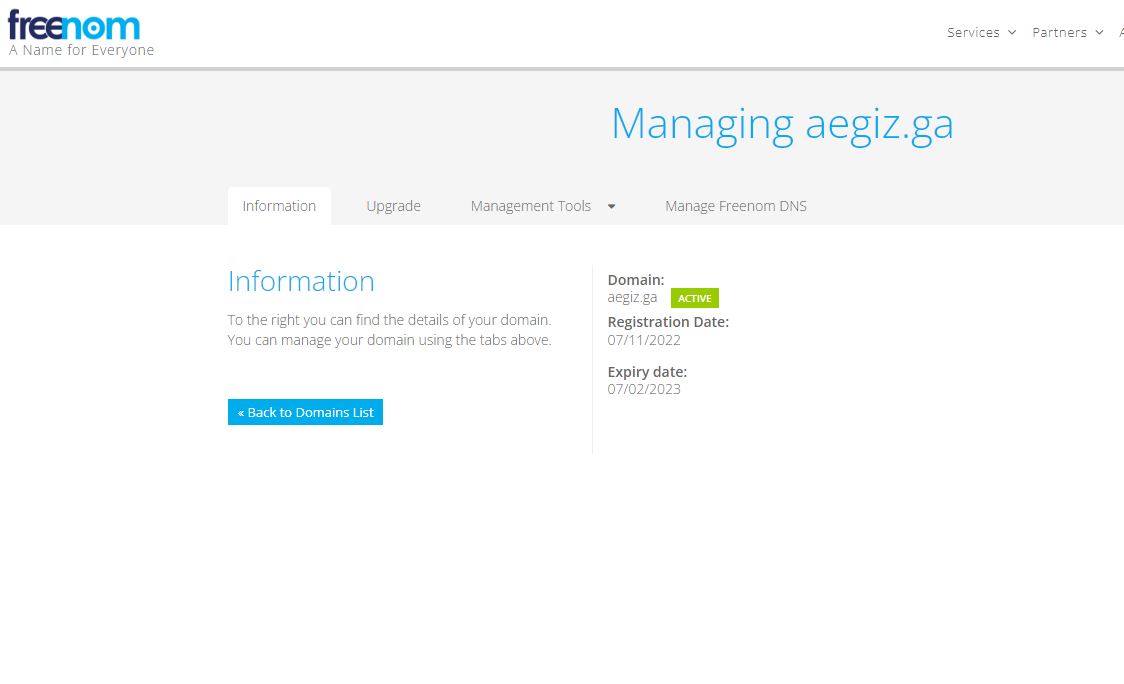 freenom
A Name for Everyone
Services
Partners
Managing aegiz.ga
Information
Upgrade
Management Tools
Manage Freenom DNS
Information
To the right you can find the details of your domain.
You can manage your domain using the tabs above.
« Back to Domains List
Domain:
aegiz.ga ACTIVE
Registration Date:
07/11/2022
Expiry date:
07/02/2023